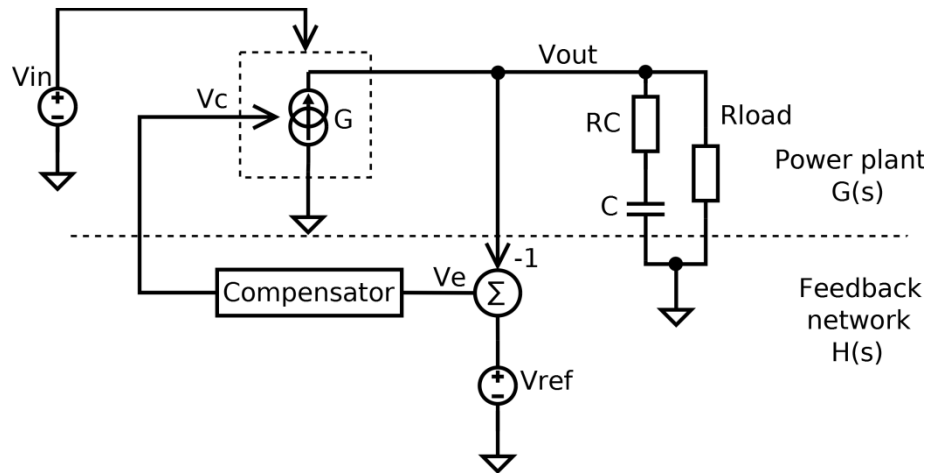 Vin
Vc
G
Vout
RC
Rload
C
Power plant
G(s)
-1
Ve
Compensator
Σ
Feedback
network
H(s)
Vref